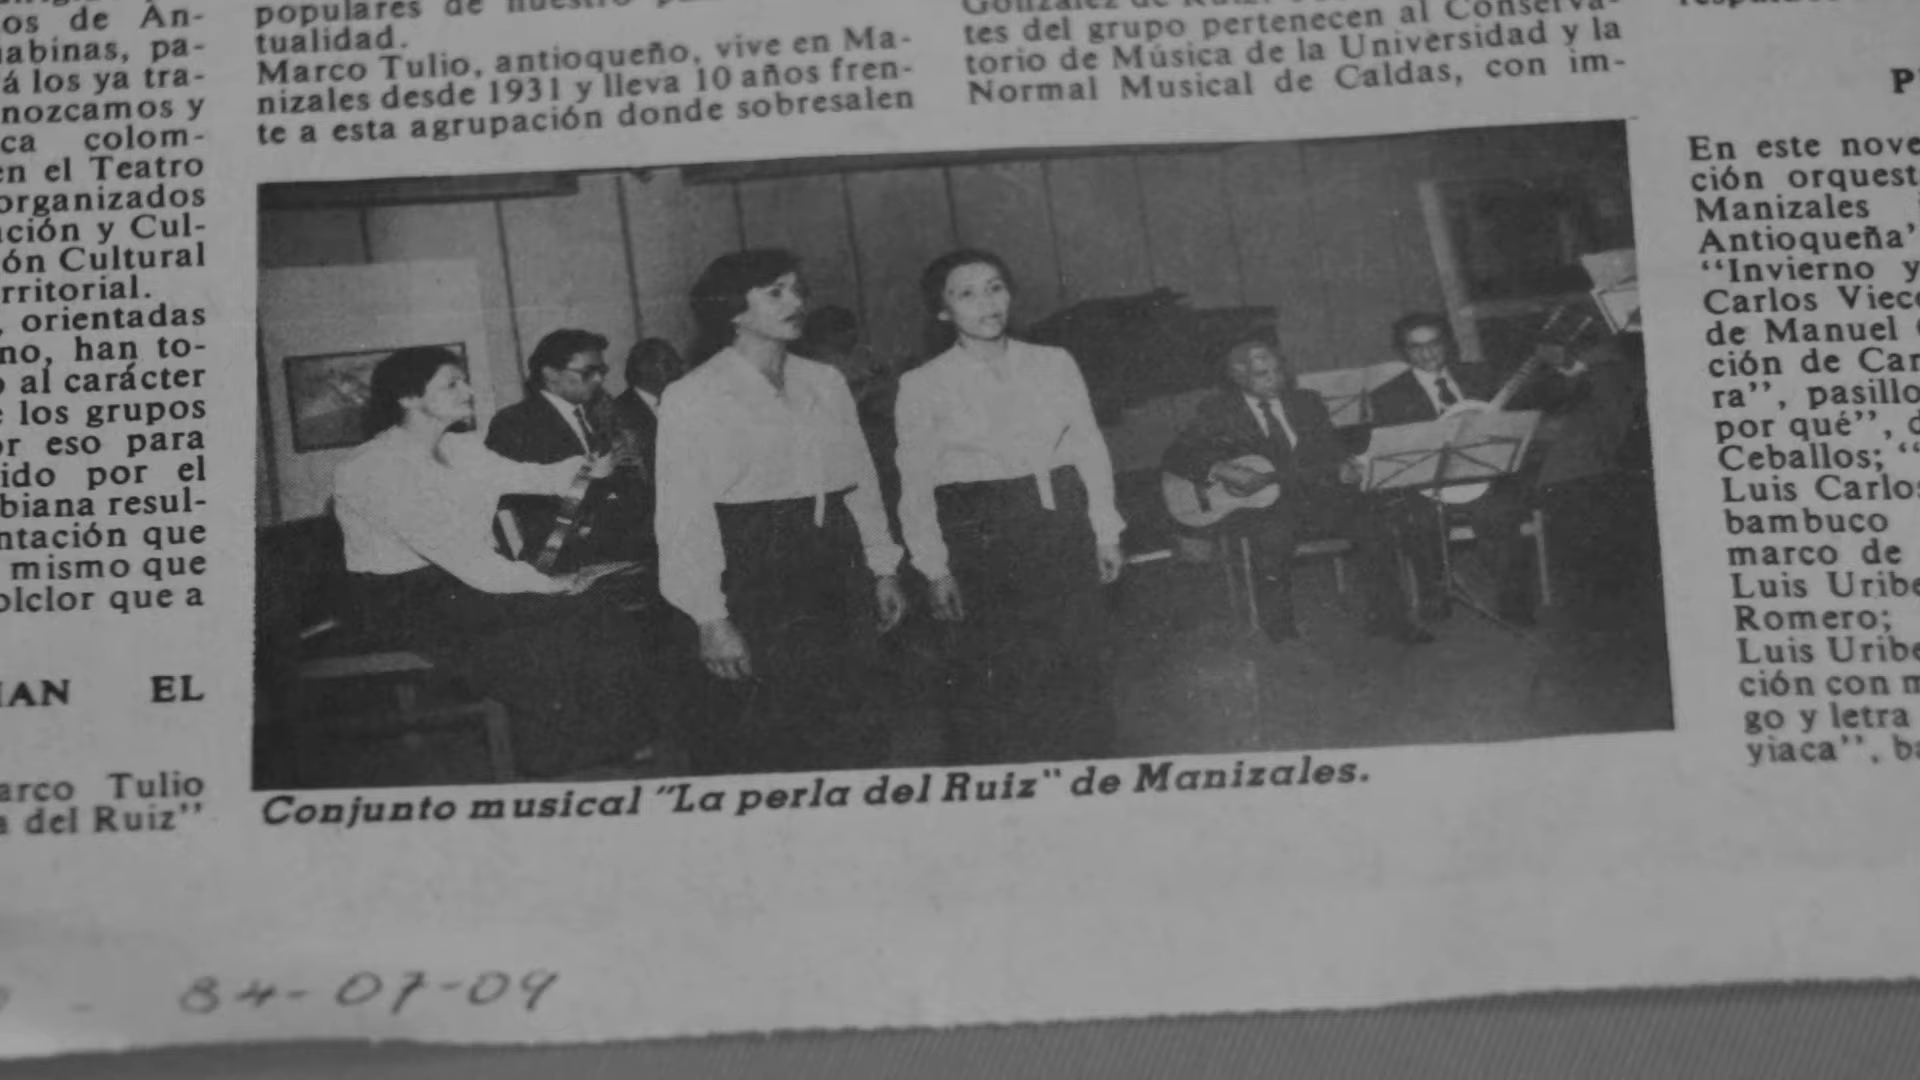 os de An-
abinas, pa-
á los ya tra-
nozcamos y
ca colom-
en el Teatro
organizados
ción y Cul-
ón Cultural
rritorial.
, orientadas
no, han to-
o al carácter
e los grupos
or eso para
ido por el
biana resul-
ntación que
mismo que
olclor que a
EL
arco Tulio
a del Ruiz"
populares de nuestro
tualidad.
Marco Tulio, antioqueño, vive en Ma-
nizales desde 1931 y lleva 10 años fren-
te a esta agrupación donde sobresalen
González de Ruiz.
tes del grupo pertenecen al Conserva-
torio de Música de la Universidad y la
Normal Musical de Caldas, con im-
Conjunto musical "La perla del Ruiz" de Manizales.
En este nove
ción orquest
Manizales
Antioqueña"
"Invierno y
Carlos Viec
de Manuel
ción de Car
ra", pasillo
por qué", d
Ceballos; "
Luis Carlos
bambuco
marco de
Luis Uribe
Romero;
Luis Uribe
ción con m
go y letra
yiaca", ba
84-07-09